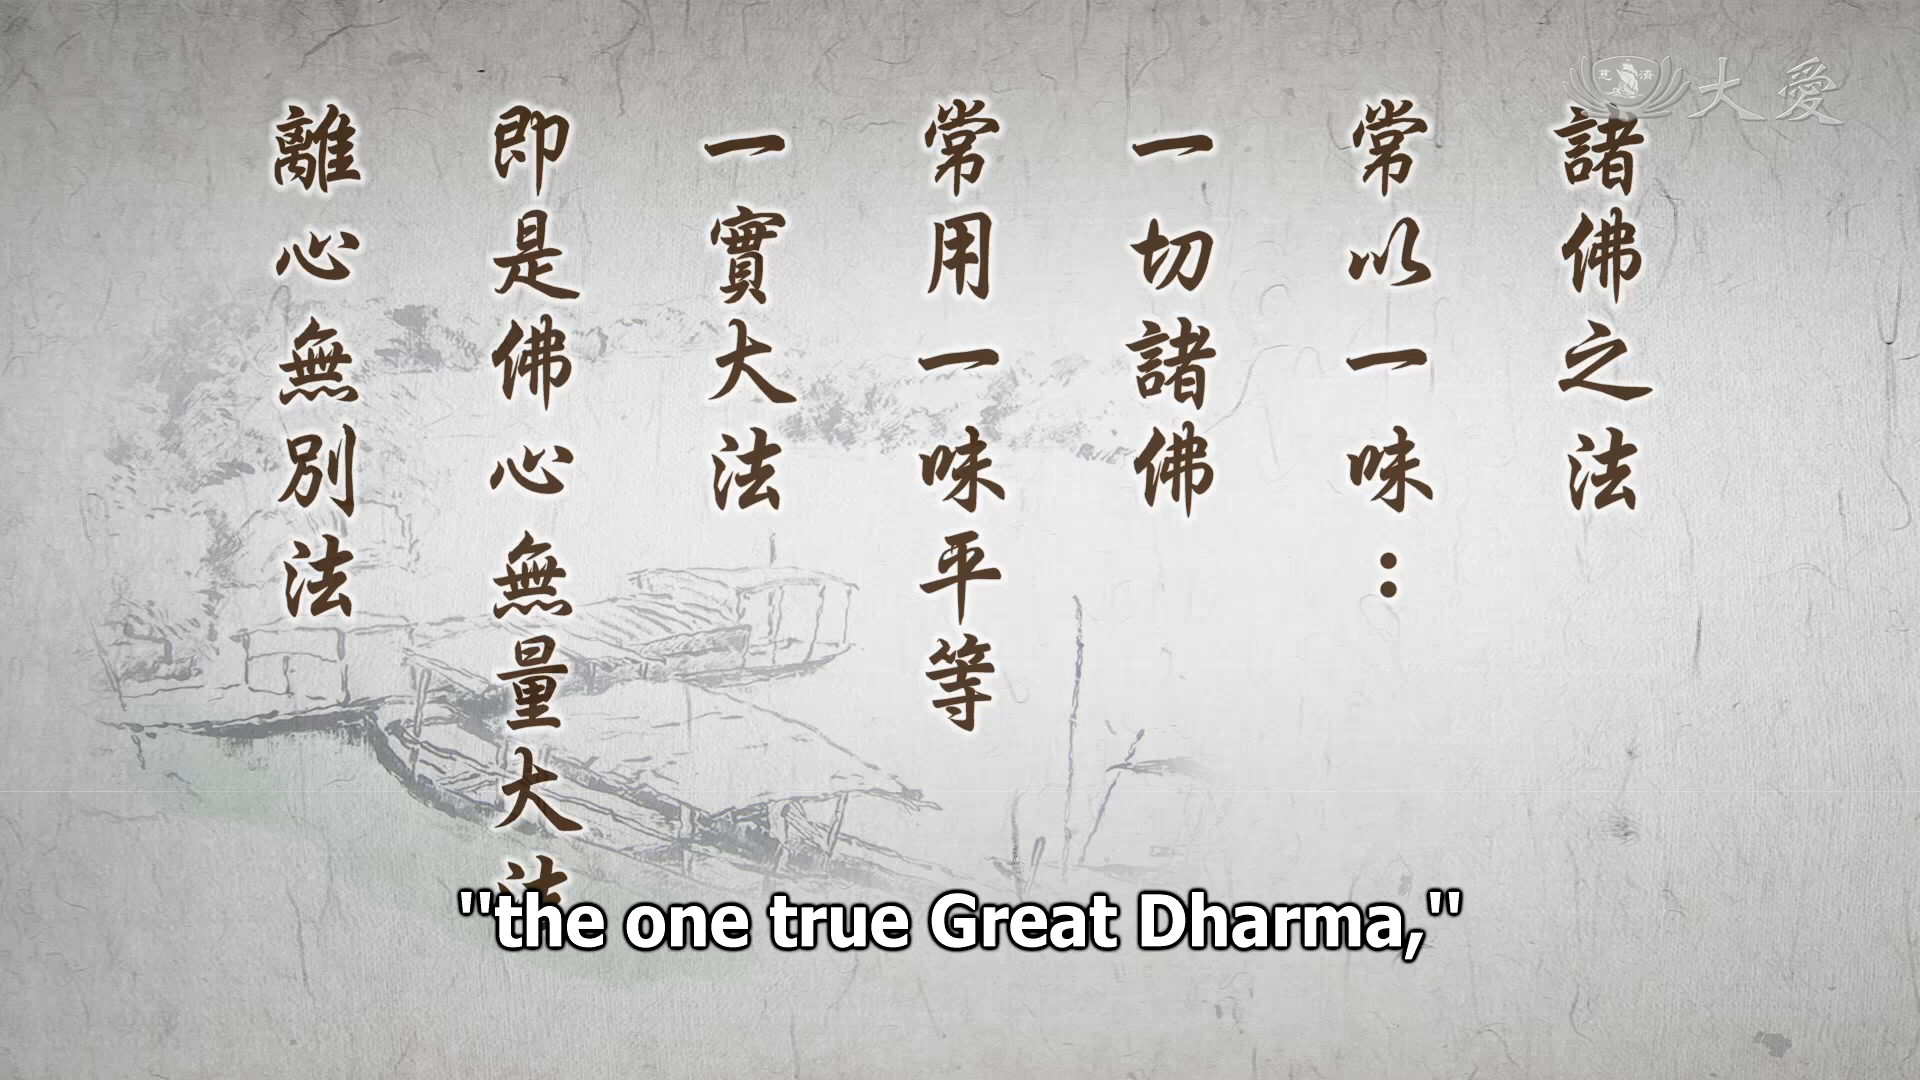 諸佛之法
常以一味：
一切諸佛
常用一味平等
一實大法
即是佛心無量大法
離心無別法
"the one true Great Dharma,"
慈濟
大愛